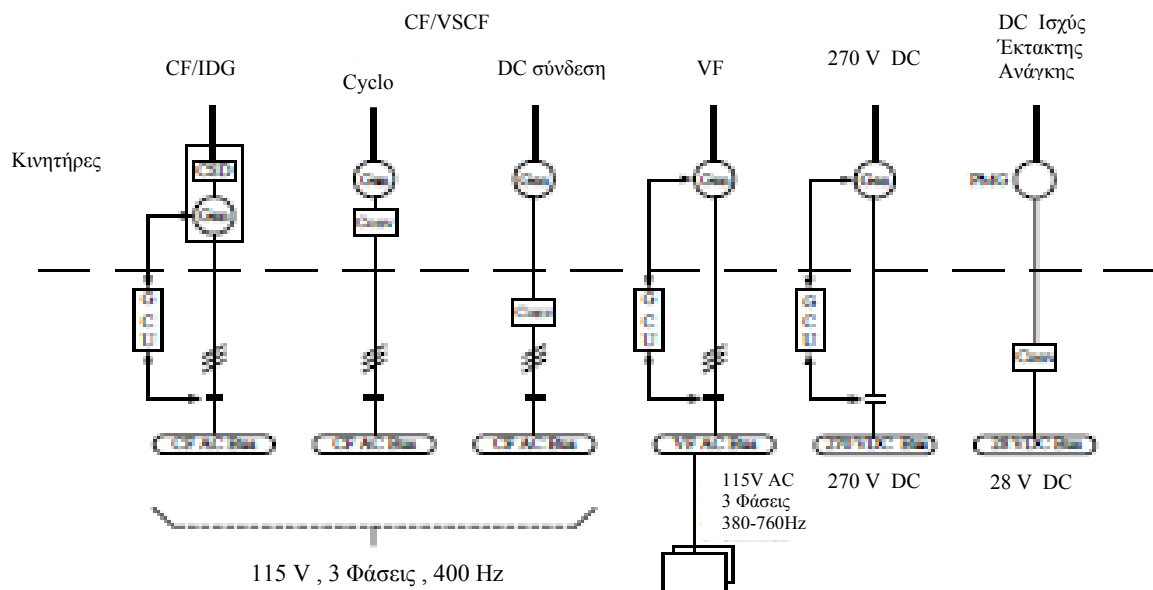 CF/VSCF
DC Ισχύς
Έκτακτης
Ανάγκης
CF/IDG
Cyclo
DC σύνδεση
VF
270 V DC
Κινητήρες
CSD
Gen
Gen
Gen
Gen
Gen
PMG
Conv
Conv
Conv
G
C
U
G
C
U
G
C
U
CF AC Bus
CF AC Bus
CF AC Bus
VF AC Bus
270 VDC Bus
28 VDC Bus
115V AC
3 Φάσεις
380-760Hz
270 V DC
28 V DC
115 V , 3 Φάσεις , 400 Hz